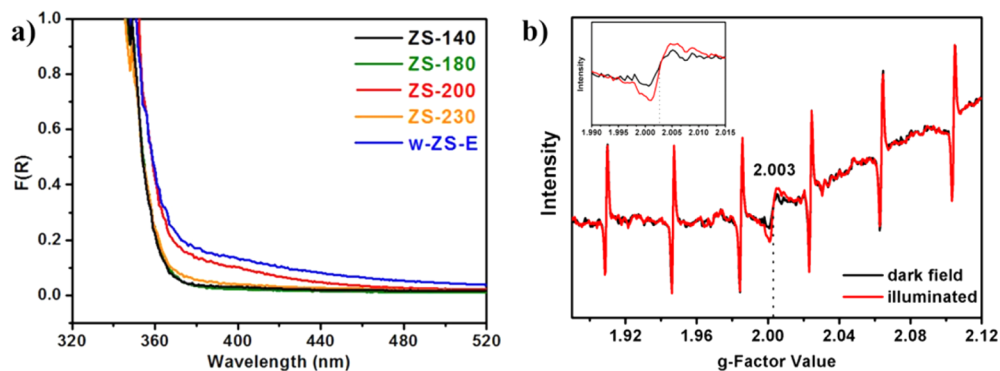 a)
1.0
0.8
0.6
0.4
0.2
0.0
F(R)
320 360 400 440 480 520
Wavelength (nm)
ZS-140
ZS-180
ZS-200
ZS-230
w-ZS-E
b)
Intensity
1.990 1.995 2.000 2.005 2.010 2.015
g-Factor Value
2.003
Intensity
dark field
illuminated
1.92 1.96 2.00 2.04 2.08 2.12
g-Factor Value